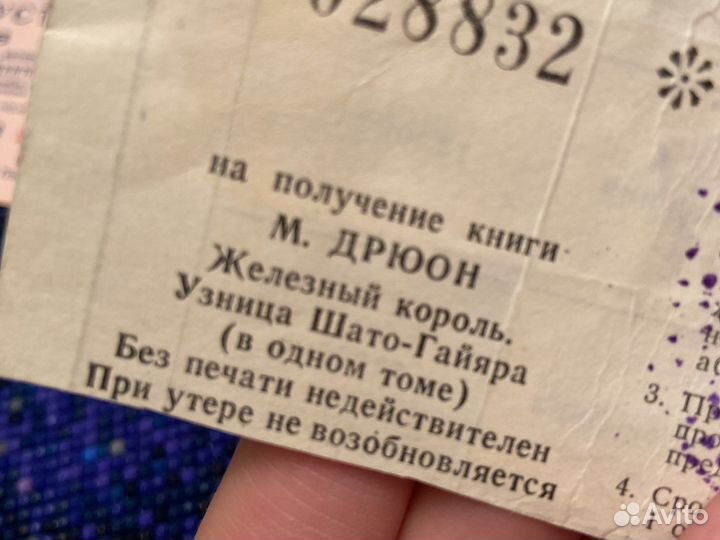 028832
на получение книги
М. ДРЮОН
Железный король.
Узница Шато-Гайяра
(в одном томе)
Без печати недействителен
При утере не возобновляется
3.
4. Сро
Avito